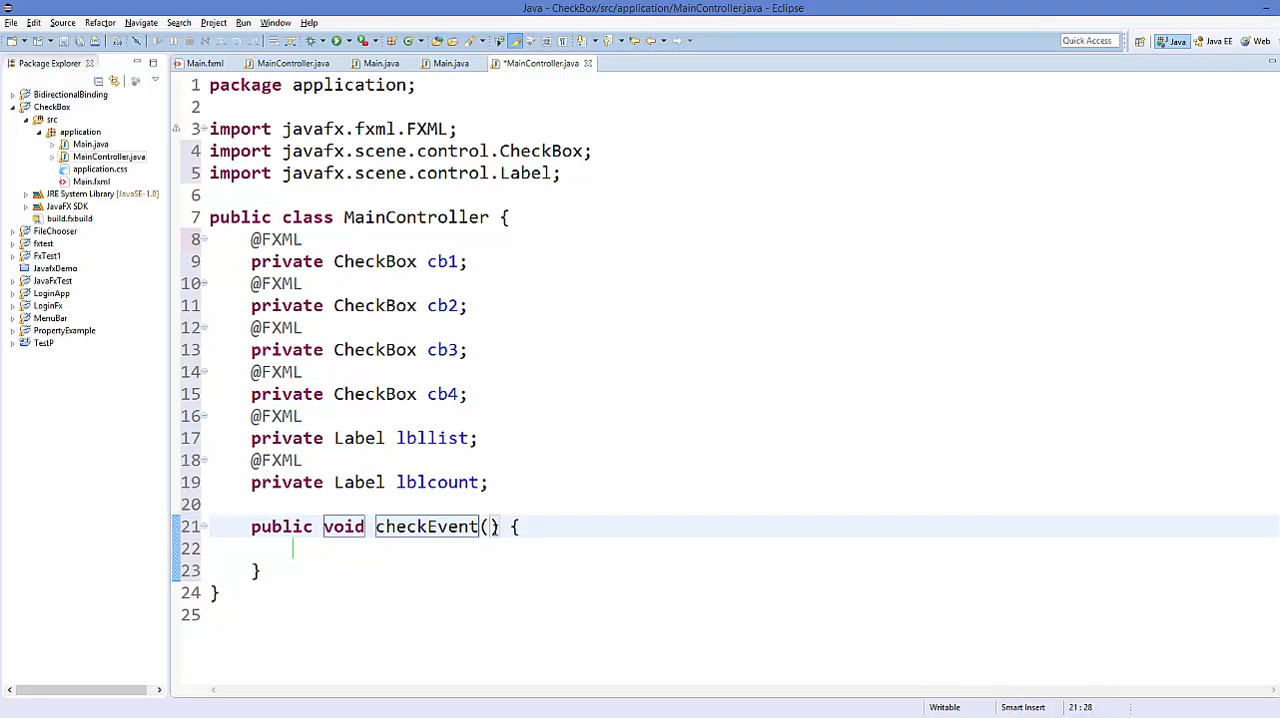 Java - CheckBox/src/application/MainController.java - Eclipse
File Edit Source Refactor Navigate Search Project Run Window Help
Quick Access Java Java EE Web
Package Explorer Main.fxml MainController.java Main.java Main.java *MainController.java
BidirectionalBinding
CheckBox
src
application
Main.java
MainController.java
application.css
Main.fxml
JRE System Library [JavaSE-1.8]
JavaFX SDK
build.fxbuild
FileChooser
fxtest
FxTest1
JavafxDemo
JavaFxTest
LoginApp
LoginFx
MenuBar
PropertyExample
TestP
1 package application;
2
3 import javafx.fxml.FXML;
4 import javafx.scene.control.CheckBox;
5 import javafx.scene.control.Label;
6
7 public class MainController {
8 @FXML
9 private CheckBox cb1;
10 @FXML
11 private CheckBox cb2;
12 @FXML
13 private CheckBox cb3;
14 @FXML
15 private CheckBox cb4;
16 @FXML
17 private Label lbllist;
18 @FXML
19 private Label lblcount;
20
21 public void checkEvent() {
22
23 }
24 }
25
Writable Smart Insert 21:28